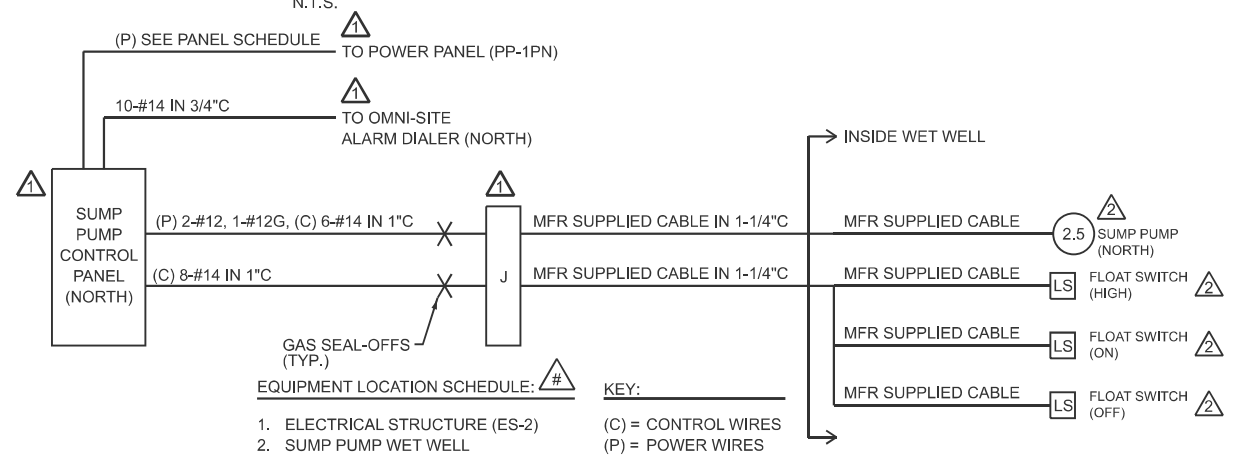 N.T.S.
(P) SEE PANEL SCHEDULE
1
TO POWER PANEL (PP-1PN)
10-#14 IN 3/4"C
1
TO OMNI-SITE
ALARM DIALER (NORTH)
INSIDE WET WELL
1
SUMP
PUMP
CONTROL
PANEL
(NORTH)
(P) 2-#12, 1-#12G, (C) 6-#14 IN 1"C
(C) 8-#14 IN 1"C
GAS SEAL-OFFS
(TYP.)
1
J
MFR SUPPLIED CABLE IN 1-1/4"C
MFR SUPPLIED CABLE IN 1-1/4"C
MFR SUPPLIED CABLE
2.5
2
SUMP PUMP
(NORTH)
MFR SUPPLIED CABLE
LS
FLOAT SWITCH
(HIGH)
2
MFR SUPPLIED CABLE
LS
FLOAT SWITCH
(ON)
2
MFR SUPPLIED CABLE
LS
FLOAT SWITCH
(OFF)
2
EQUIPMENT LOCATION SCHEDULE: #
1. ELECTRICAL STRUCTURE (ES-2)
2. SUMP PUMP WET WELL
KEY:
(C) = CONTROL WIRES
(P) = POWER WIRES